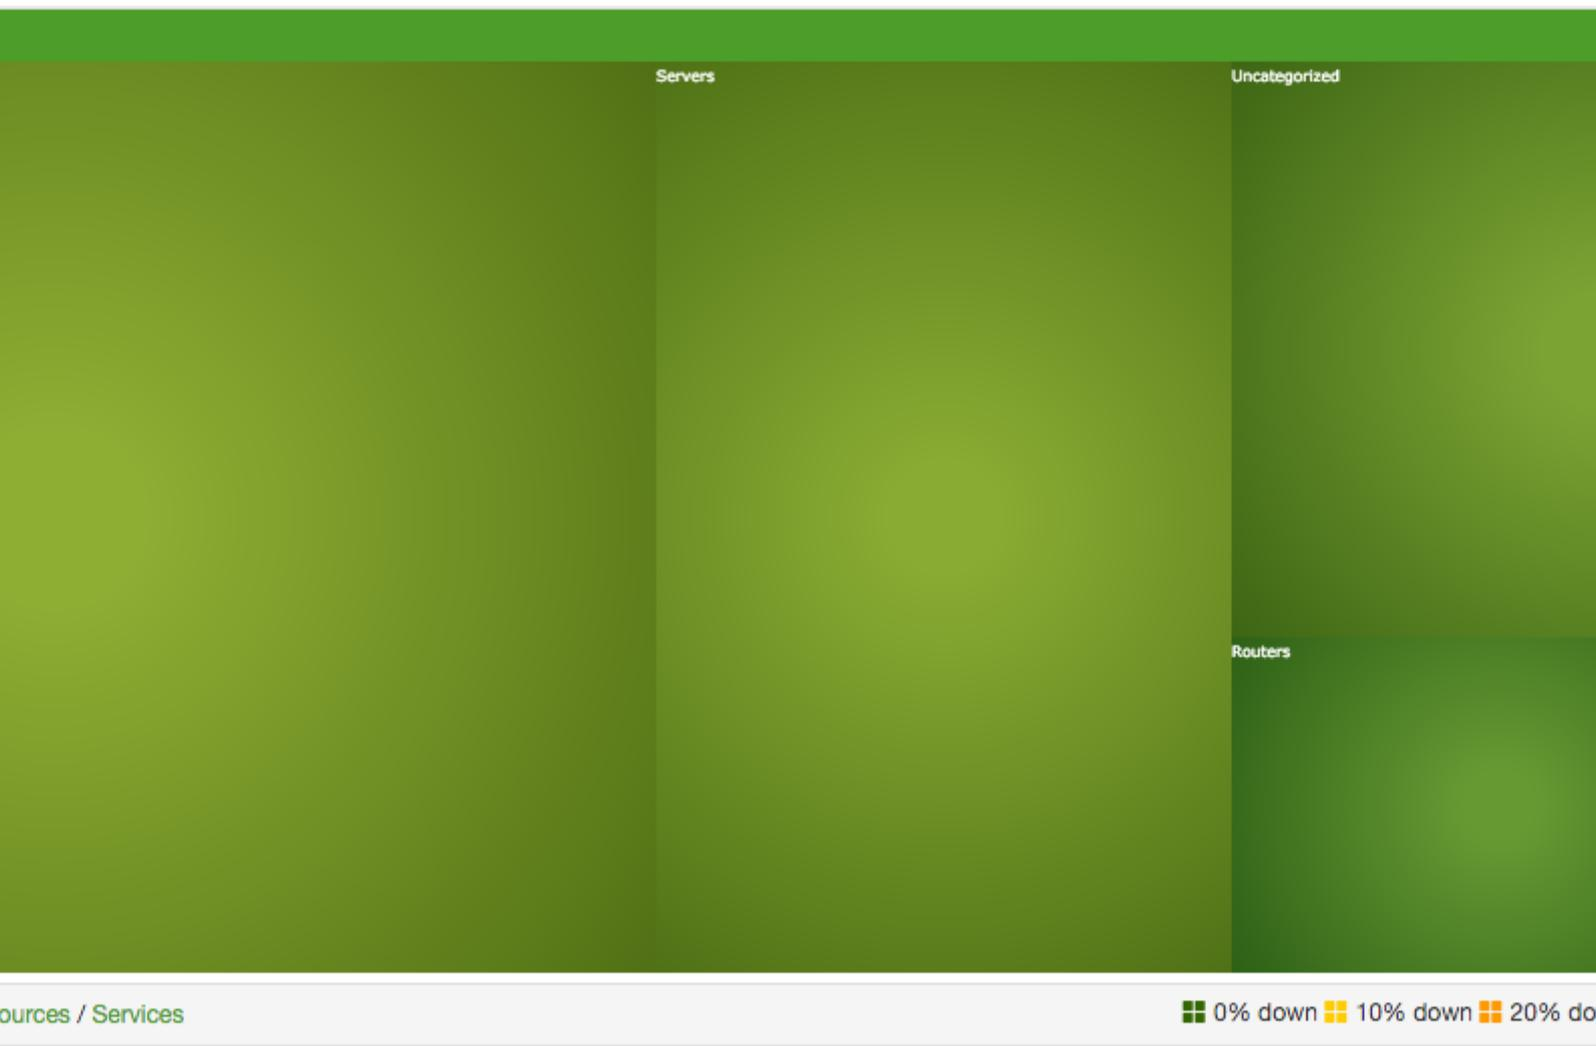 Servers
Uncategorized
Routers
ources / Services
0% down 10% down 20% do